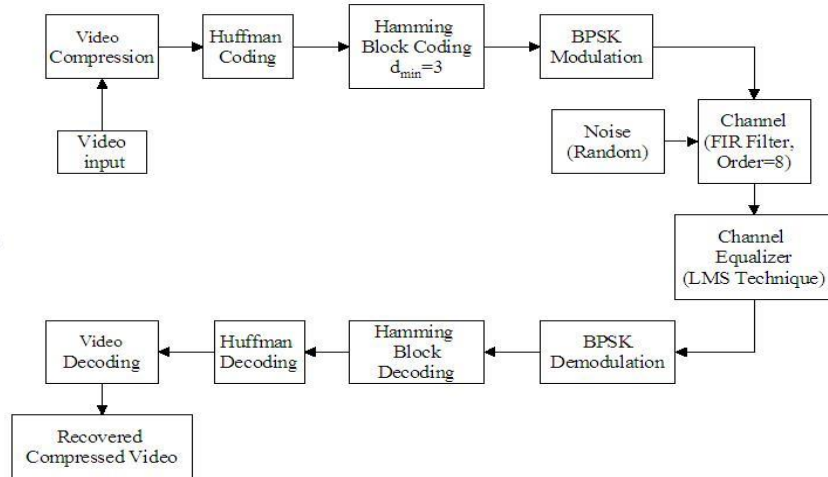 Video
Compression
Huffman
Coding
Hamming
Block Coding
dmin=3
BPSK
Modulation
Video
input
Noise
(Random)
Channel
(FIR Filter,
Order=8)
Channel
Equalizer
(LMS Technique)
Video
Decoding
Huffman
Decoding
Hamming
Block
Decoding
BPSK
Demodulation
Recovered
Compressed Video